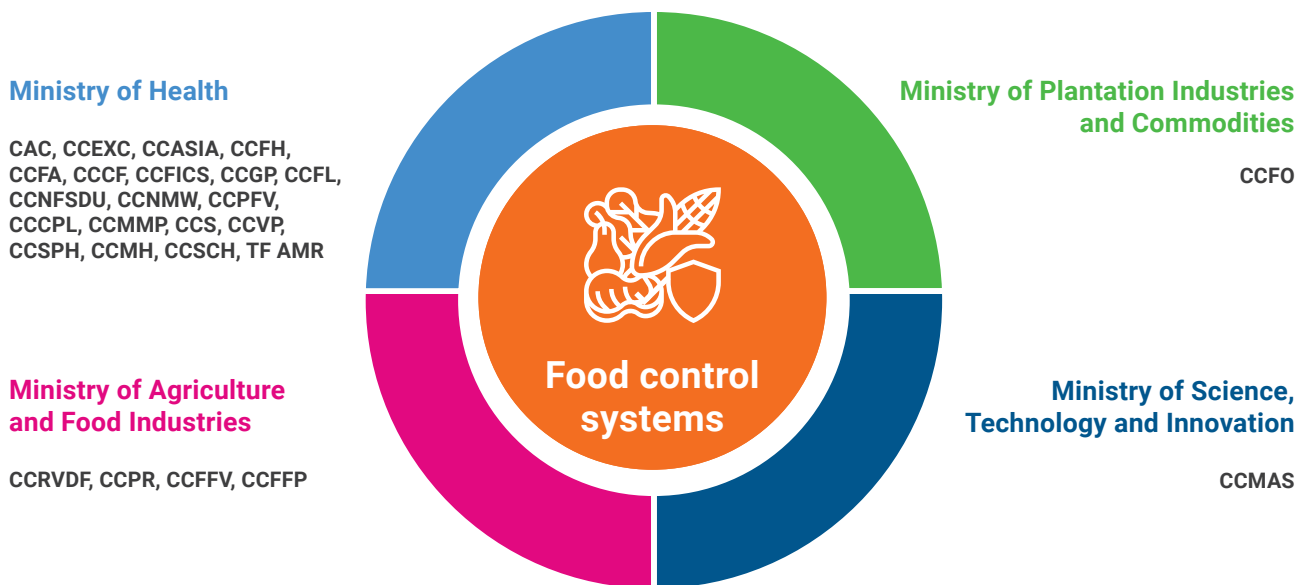 Ministry of Health
CAC, CCEXC, CCASIA, CCFH,
CCFA, CCCF, CCFICS, CCGP, CCFL,
CCNFSDU, CCNMW, CCPFV,
CCCPL, CCMMP, CCS, CCVP,
CCSPH, CCMH, CCSCH, TF AMR
Ministry of Plantation Industries
and Commodities
CCFO
Food control
systems
Ministry of Agriculture
and Food Industries
CCRVDF, CCPR, CCFFV, CCFFP
Ministry of Science,
Technology and Innovation
CCMAS